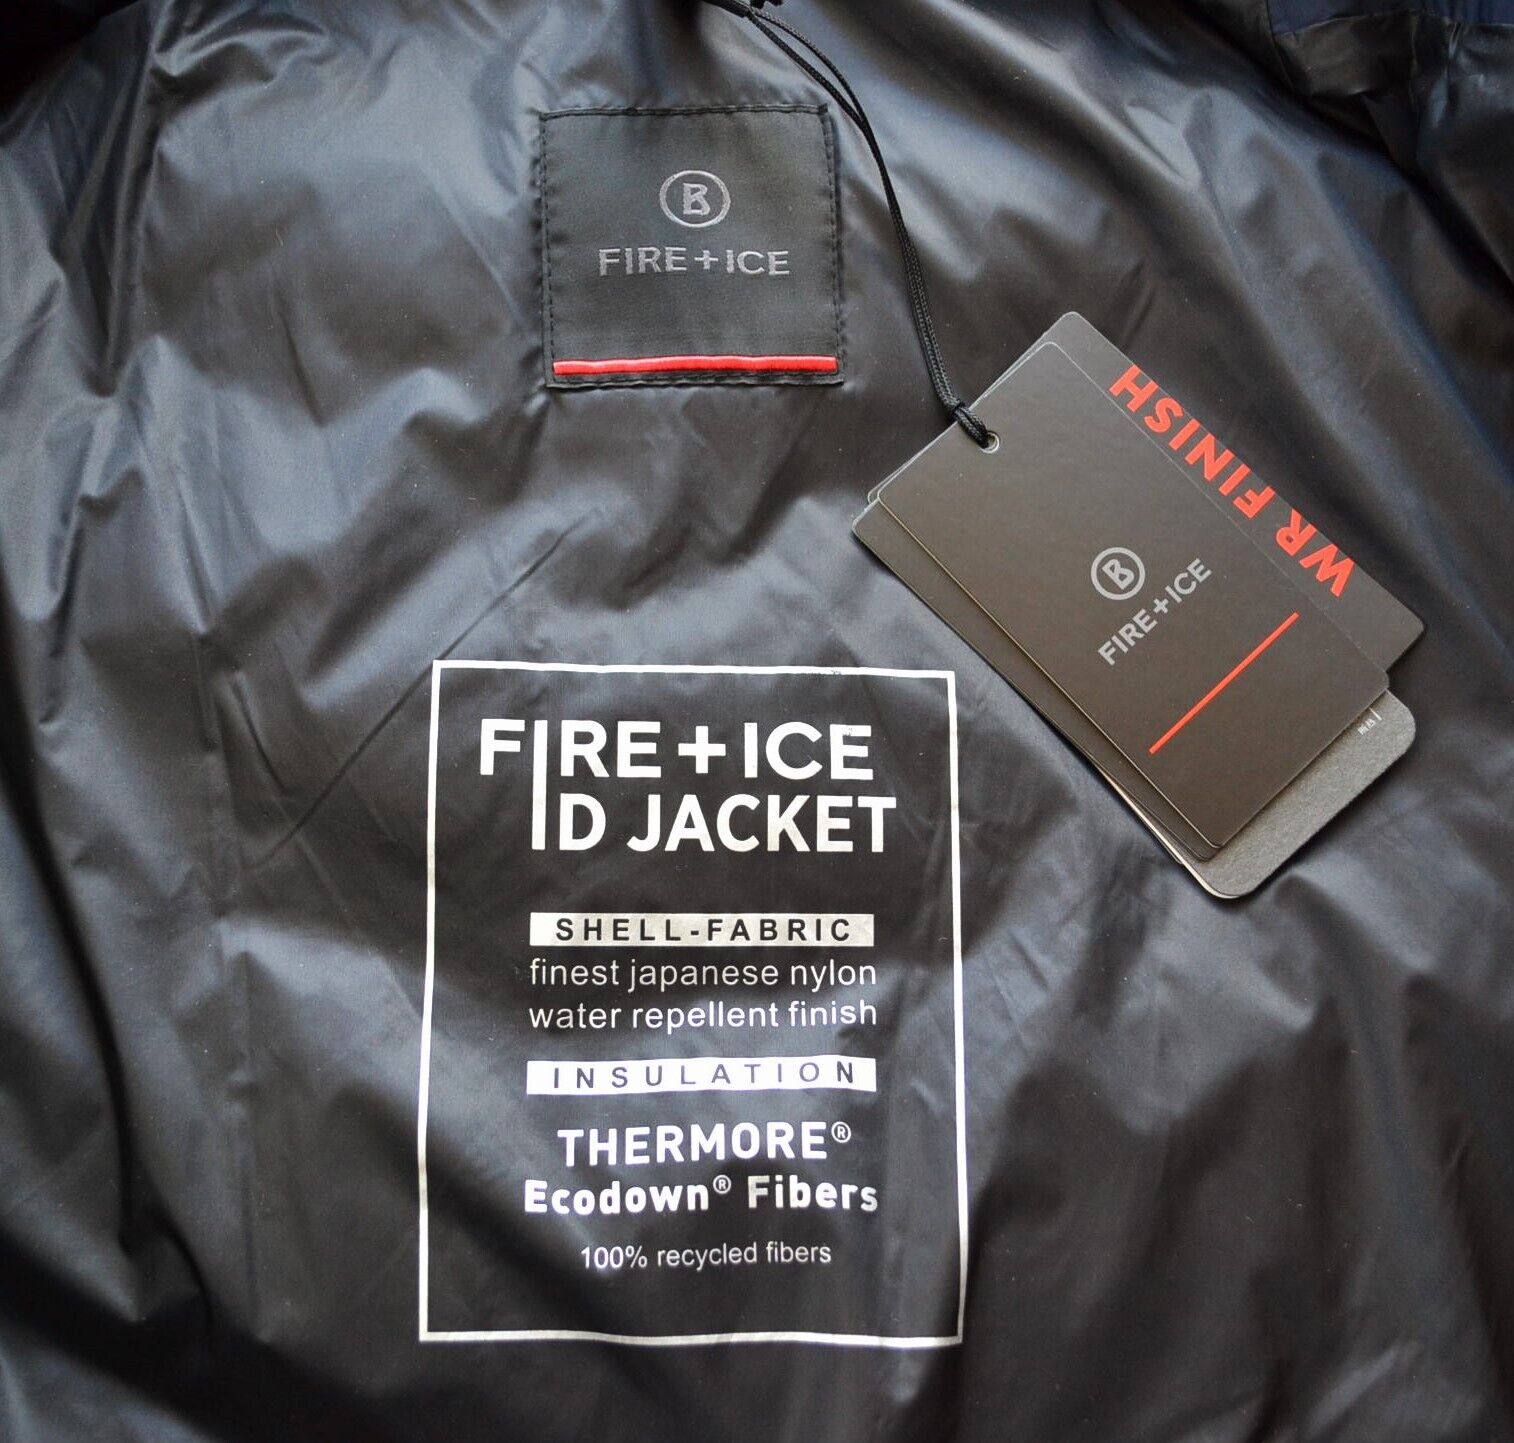 B
FIRE+ICE
WR FINISH
B
FIRE+ICE
FIRE+ICE
ID JACKET
SHELL-FABRIC
finest japanese nylon
water repellent finish
INSULATION
THERMORE®
Ecodown® Fibers
100% recycled fibers